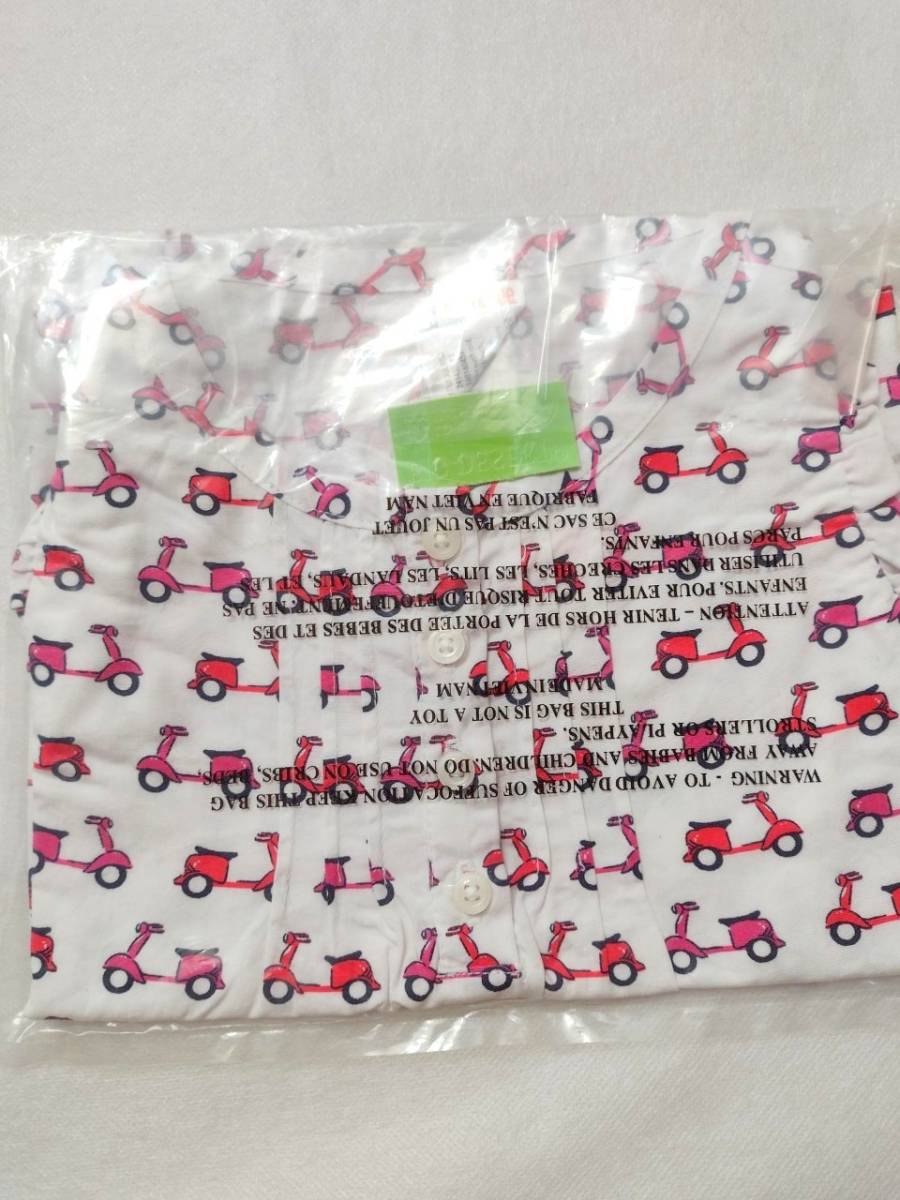 WARNING - TO AVOID DANGER OF SUFFOCATION KEEP THIS BAG
AWAY FROM BABIES AND CHILDREN. DO NOT USE ON CRIBS, BEDS,
STROLLERS OR PLAYPENS.
THIS BAG IS NOT A TOY
MADE IN VIET NAM
ATTENTION – TENIR HORS DE LA PORTEE DES BEBES ET DES
ENFANTS. POUR EVITER TOUT RISQUE D'ETOUFFEMENT. NE PAS
UTILISER DANS LES CRECHES, LES LITS, LES LANDAUS, ET LES
PARCS POUR ENFANTS.
CE SAC N'EST PAS UN JOUET
FABRIQUE EN VIET NAM